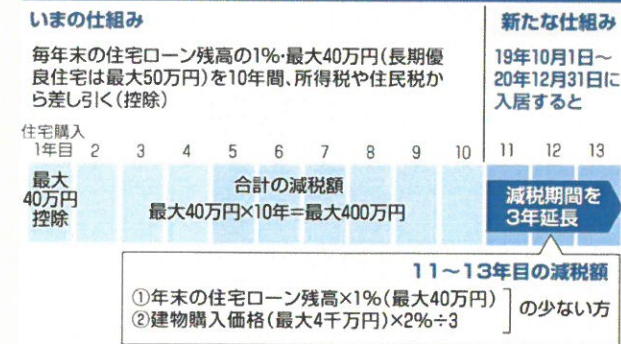 いまの仕組み
毎年末の住宅ローン残高の1%・最大40万円(長期優
良住宅は最大50万円)を10年間、所得税や住民税か
ら差し引く(控除)
新たな仕組み
19年10月1日〜
20年12月31日に
入居すると
住宅購入
1年目 2 3 4 5 6 7 8 9 10 11 12 13
最大
40万円
控除
合計の減税額
最大40万円×10年=最大400万円
減税期間を
3年延長
11〜13年目の減税額
①年末の住宅ローン残高×1%(最大40万円)
②建物購入価格(最大4千万円)×2%÷3
の少ない方